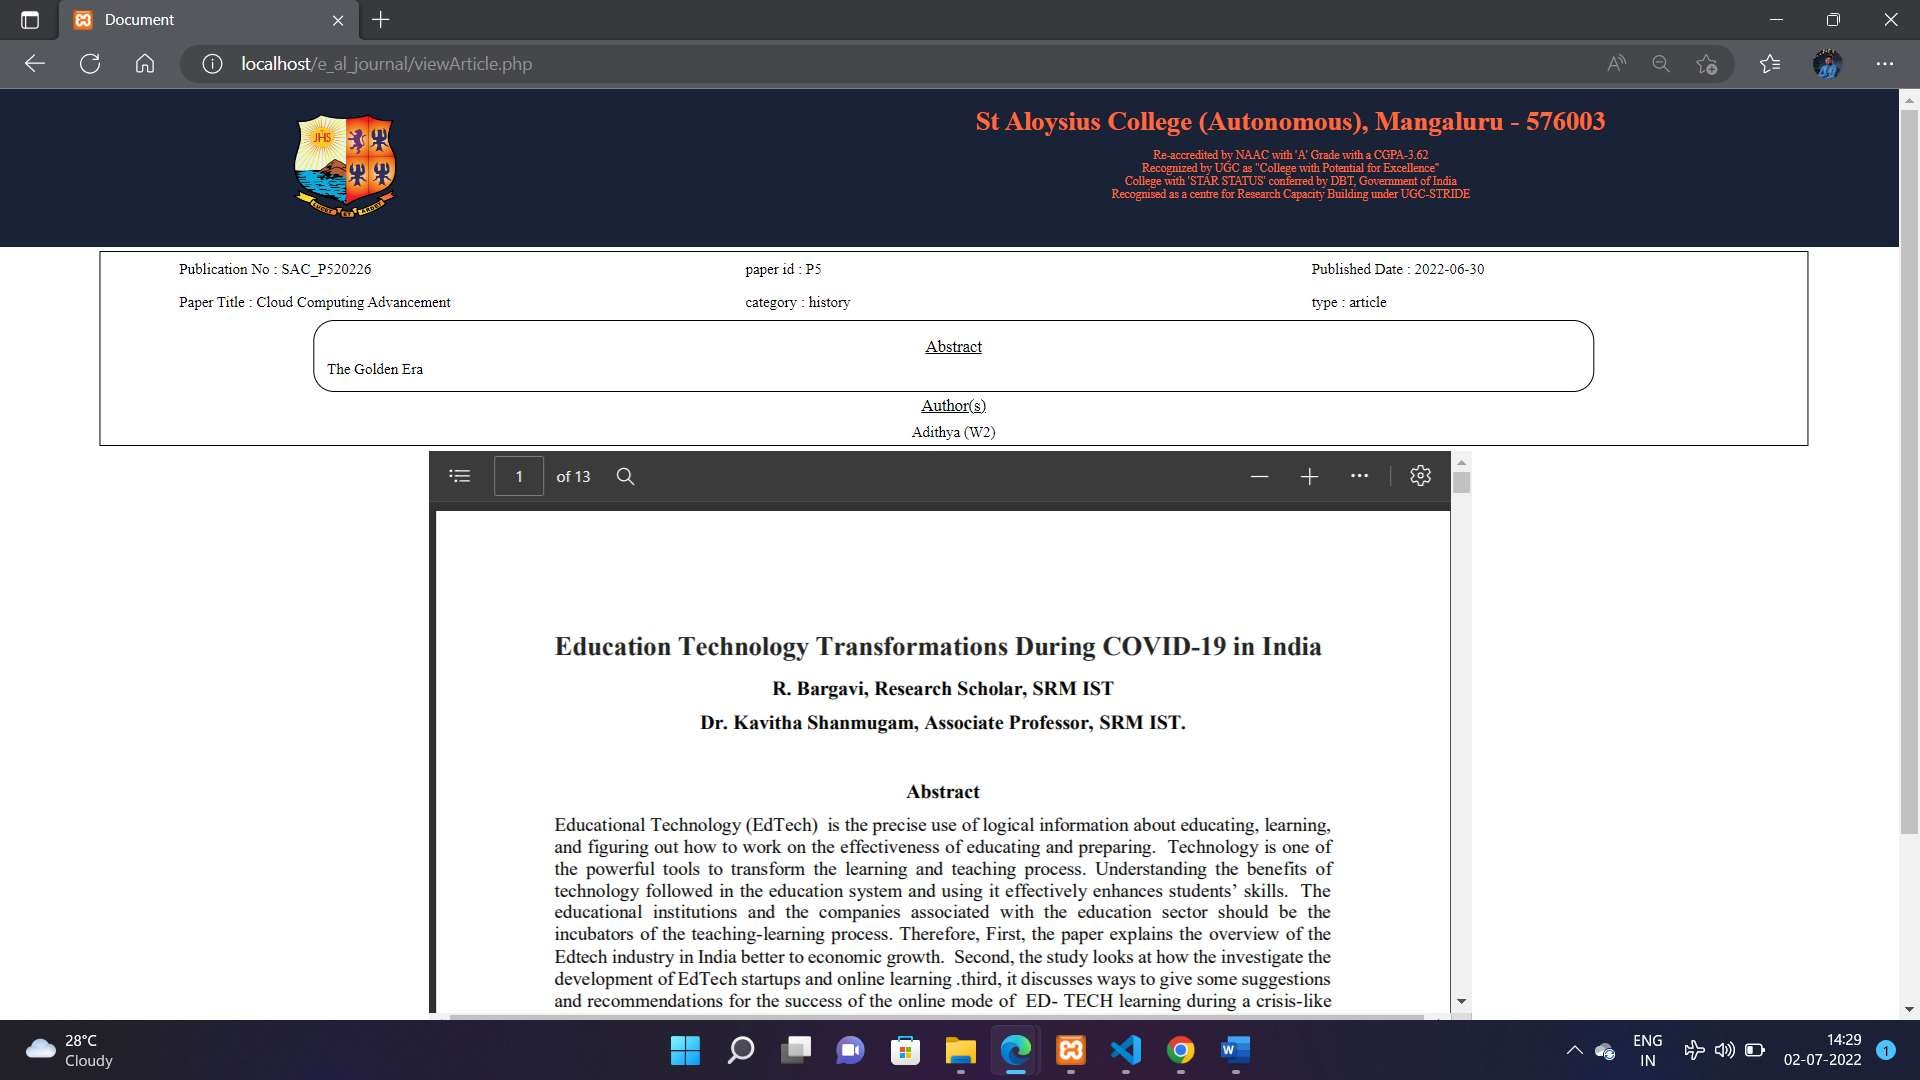 Document
localhost/e_al_journal/viewArticle.php
JHS
LUCET ET ARDET
St Aloysius College (Autonomous), Mangaluru - 576003
Re-accredited by NAAC with 'A' Grade with a CGPA-3.62
Recognized by UGC as "College with Potential for Excellence"
College with 'STAR STATUS' conferred by DBT, Government of India
Recognised as a centre for Research Capacity Building under UGC-STRIDE
Publication No : SAC_P520226 paper id : P5 Published Date : 2022-06-30
Paper Title : Cloud Computing Advancement category : history type : article
Abstract
The Golden Era
Author(s)
Adithya (W2)
1 of 13
Education Technology Transformations During COVID-19 in India
R. Bargavi, Research Scholar, SRM IST
Dr. Kavitha Shanmugam, Associate Professor, SRM IST.
Abstract
Educational Technology (EdTech) is the precise use of logical information about educating, learning,
and figuring out how to work on the effectiveness of educating and preparing. Technology is one of
the powerful tools to transform the learning and teaching process. Understanding the benefits of
technology followed in the education system and using it effectively enhances students' skills. The
educational institutions and the companies associated with the education sector should be the
incubators of the teaching-learning process. Therefore, First, the paper explains the overview of the
Edtech industry in India better to economic growth. Second, the study looks at how the investigate the
development of EdTech startups and online learning .third, it discusses ways to give some suggestions
and recommendations for the success of the online mode of ED- TECH learning during a crisis-like
28°C
Cloudy
ENG
IN
14:29
02-07-2022
1